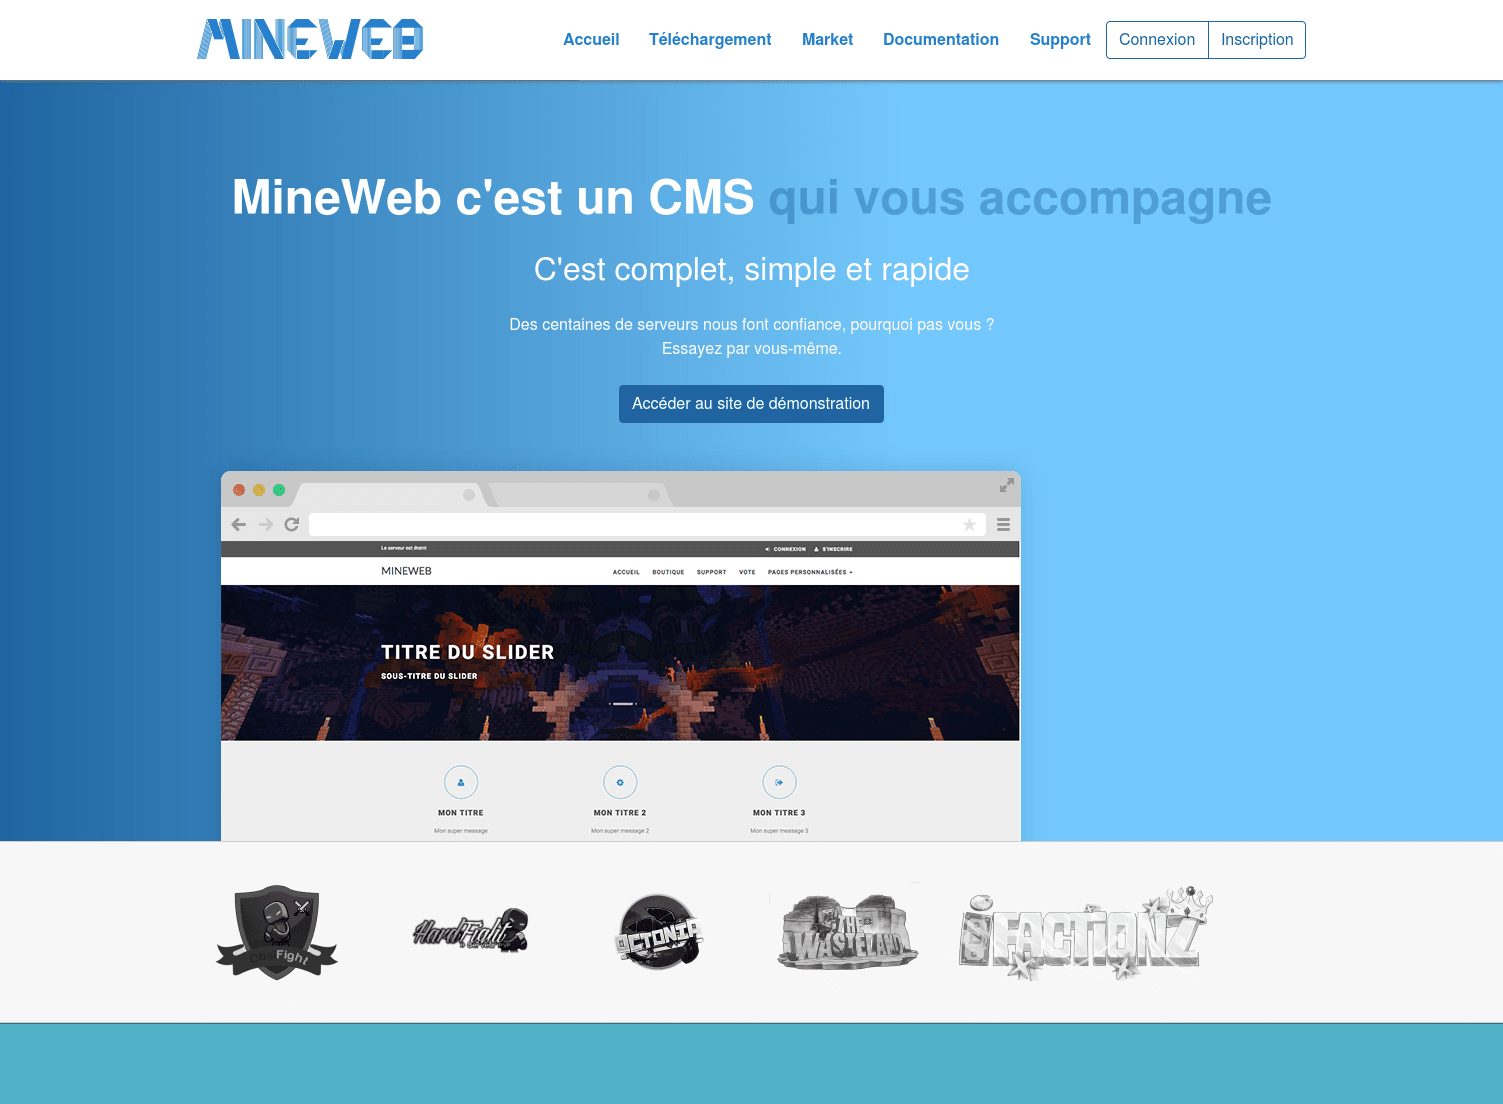 MINEWEB
Accueil Téléchargement Market Documentation Support Connexion Inscription
MineWeb c'est un CMS qui vous accompagne
C'est complet, simple et rapide
Des centaines de serveurs nous font confiance, pourquoi pas vous ?
Essayez par vous-même.
Accéder au site de démonstration
Le serveur est éteint
CONNEXION S'INSCRIRE
MINEWEB
ACCUEIL BOUTIQUE SUPPORT VOTE PAGES PERSONNALISÉES
TITRE DU SLIDER
SOUS-TITRE DU SLIDER
MON TITRE MON TITRE 2 MON TITRE 3
Mon super message Mon super message 2 Mon super message 3
ObsiFight
HardFight
OCTONIA
THE WASTELAND
iFACTIONZ